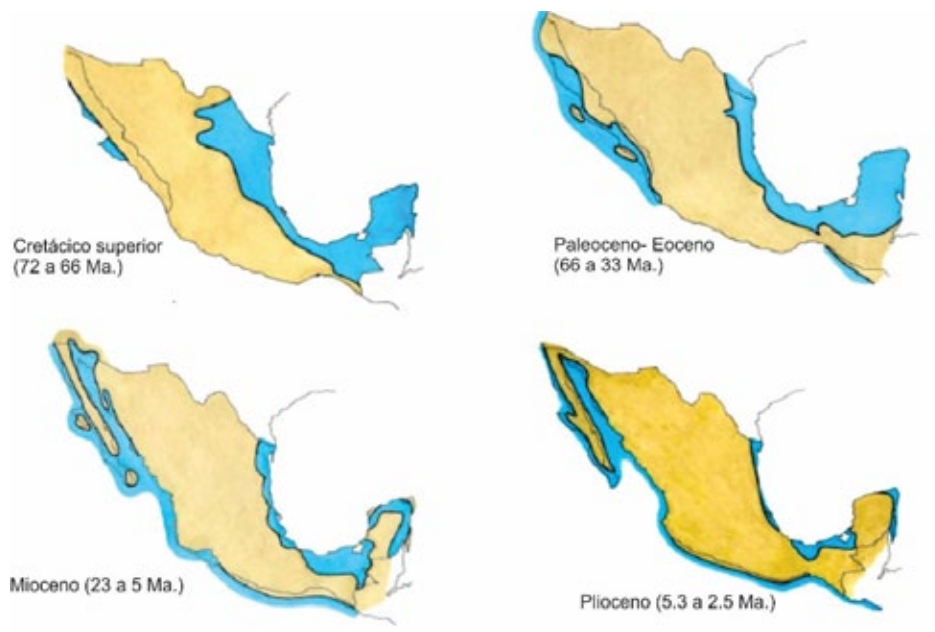 Cretácico superior
(72 a 66 Ma.)
Paleoceno- Eoceno
(66 a 33 Ma.)
Mioceno (23 a 5 Ma.)
Plioceno (5.3 a 2.5 Ma.)